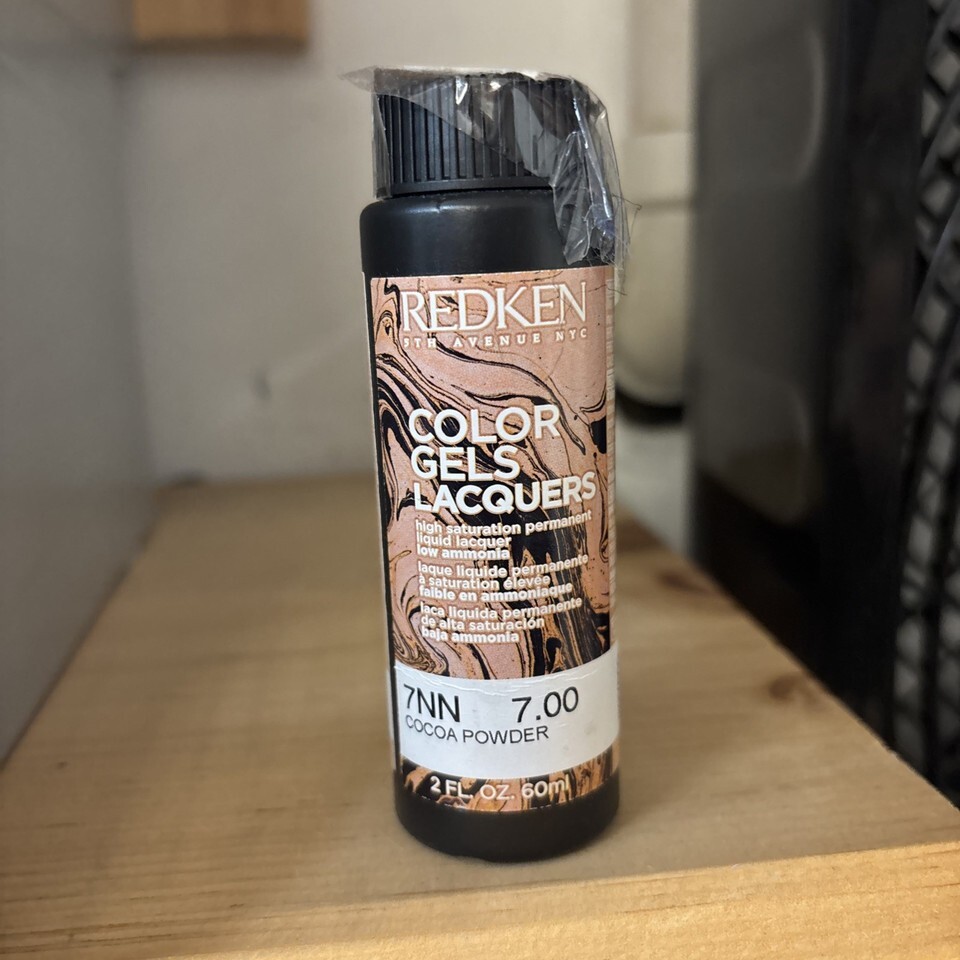 REDKEN
5TH AVENUE NYC
COLOR
GELS
LACQUERS
high saturation permanent
liquid lacquer
low ammonia
laque liquide permanente
à saturation élevée
faible en ammoniaque
laca líquida permanente
de alta saturación
baja ammonia
7NN 7.00
COCOA POWDER
2 FL. OZ. 60ml